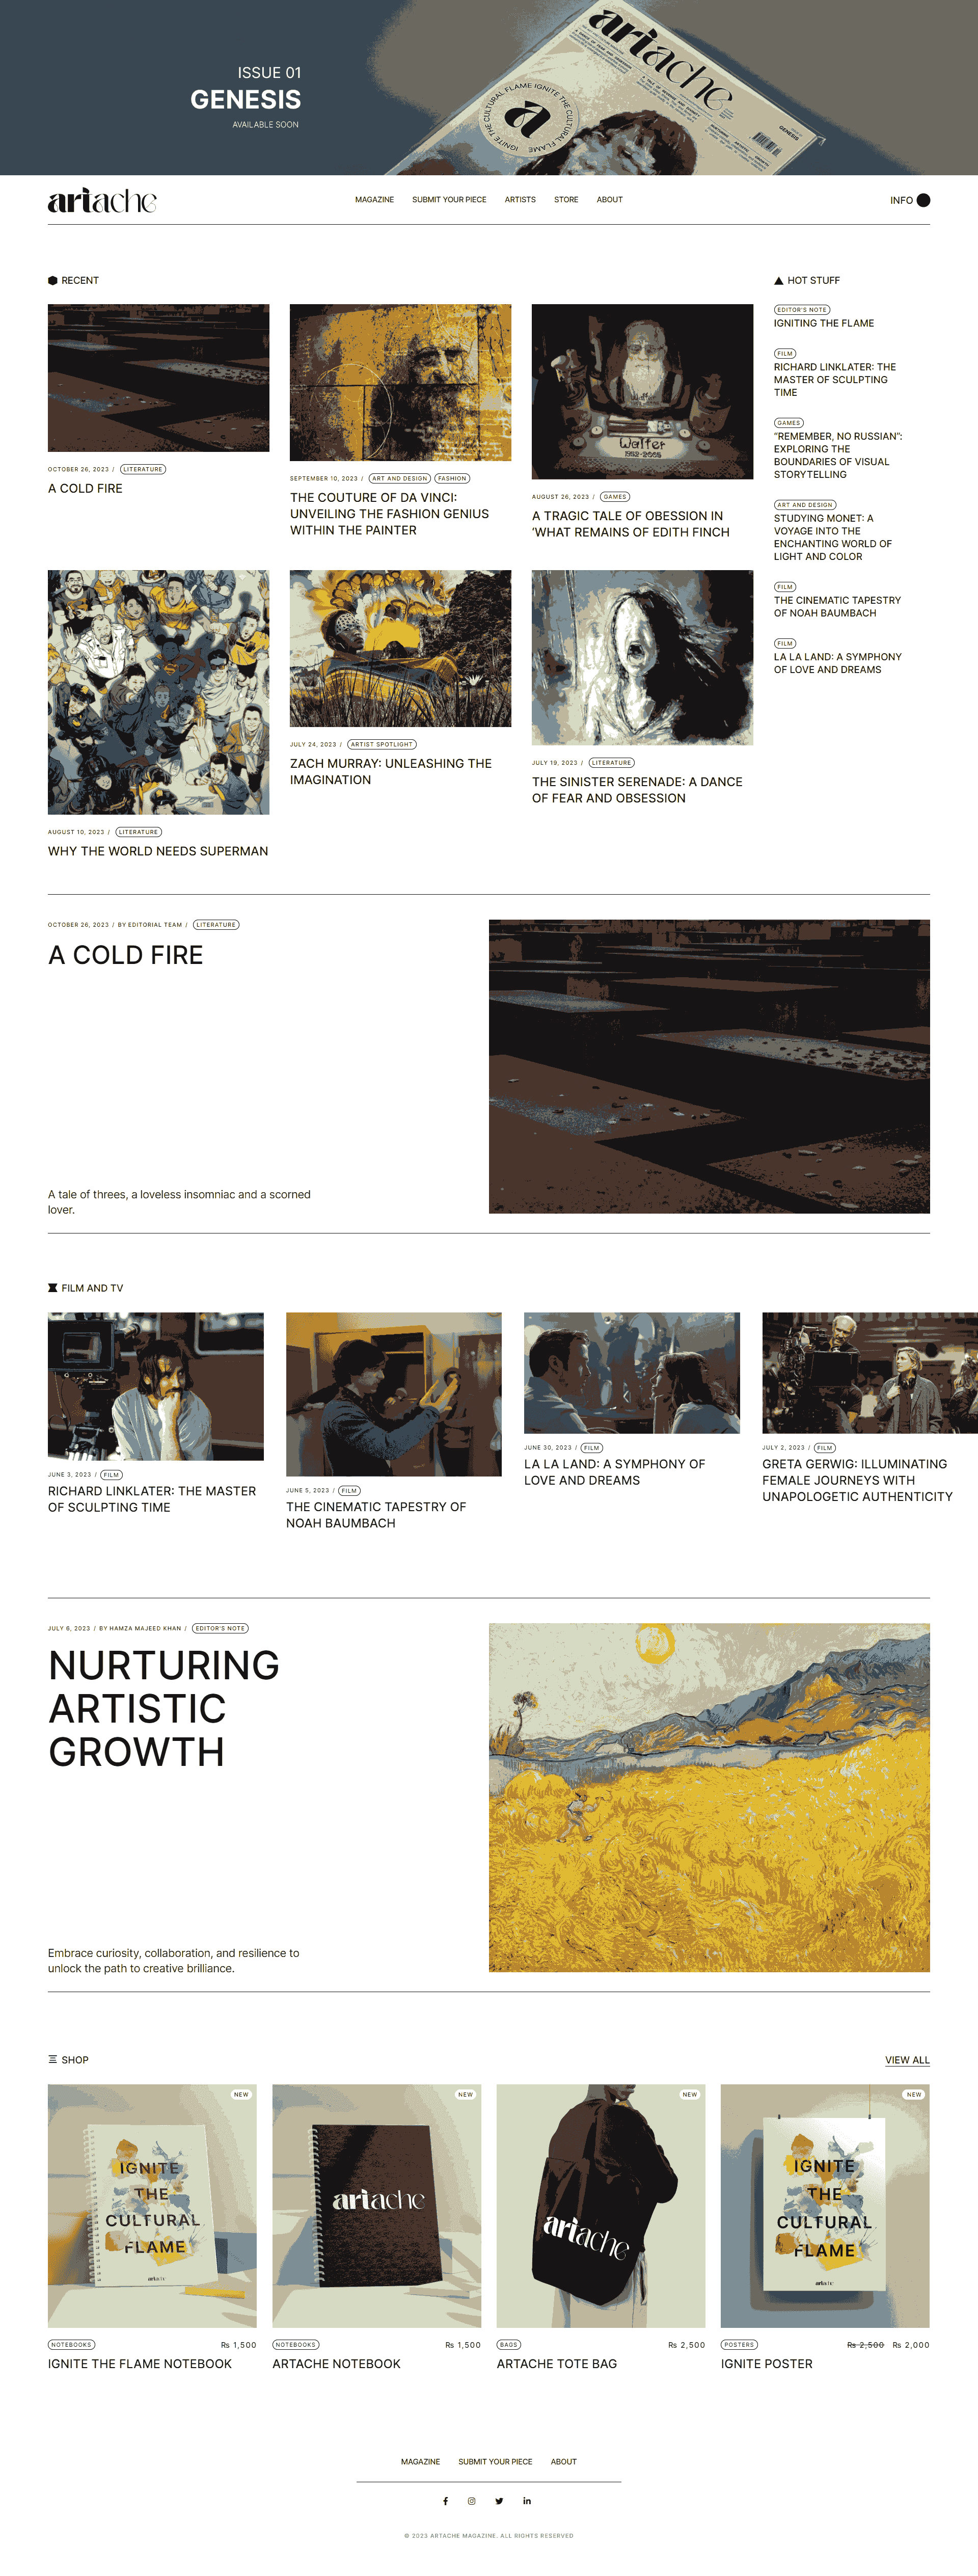 ISSUE 01
GENESIS
AVAILABLE SOON
artache
GENESIS
IGNITE THE CULTURAL FLAME IGNITE THE CULTURAL FLAME
a
artache
MAGAZINE SUBMIT YOUR PIECE ARTISTS STORE ABOUT
INFO
RECENT
OCTOBER 26, 2023 / LITERATURE
A COLD FIRE
SEPTEMBER 10, 2023 / ART AND DESIGN FASHION
THE COUTURE OF DA VINCI:
UNVEILING THE FASHION GENIUS
WITHIN THE PAINTER
Walter
Walter
1952-2005
AUGUST 26, 2023 / GAMES
A TRAGIC TALE OF OBESSION IN
'WHAT REMAINS OF EDITH FINCH
AUGUST 10, 2023 / LITERATURE
WHY THE WORLD NEEDS SUPERMAN
JULY 24, 2023 / ARTIST SPOTLIGHT
ZACH MURRAY: UNLEASHING THE
IMAGINATION
JULY 19, 2023 / LITERATURE
THE SINISTER SERENADE: A DANCE
OF FEAR AND OBSESSION
HOT STUFF
EDITOR'S NOTE
IGNITING THE FLAME
FILM
RICHARD LINKLATER: THE
MASTER OF SCULPTING
TIME
GAMES
"REMEMBER, NO RUSSIAN":
EXPLORING THE
BOUNDARIES OF VISUAL
STORYTELLING
ART AND DESIGN
STUDYING MONET: A
VOYAGE INTO THE
ENCHANTING WORLD OF
LIGHT AND COLOR
FILM
THE CINEMATIC TAPESTRY
OF NOAH BAUMBACH
FILM
LA LA LAND: A SYMPHONY
OF LOVE AND DREAMS
OCTOBER 26, 2023 / BY EDITORIAL TEAM / LITERATURE
A COLD FIRE
A tale of threes, a loveless insomniac and a scorned
lover.
FILM AND TV
JUNE 3, 2023 / FILM
RICHARD LINKLATER: THE MASTER
OF SCULPTING TIME
JUNE 5, 2023 / FILM
THE CINEMATIC TAPESTRY OF
NOAH BAUMBACH
JUNE 30, 2023 / FILM
LA LA LAND: A SYMPHONY OF
LOVE AND DREAMS
JULY 2, 2023 / FILM
GRETA GERWIG: ILLUMINATING
FEMALE JOURNEYS WITH
UNAPOLOGETIC AUTHENTICITY
JULY 6, 2023 / BY HAMZA MAJEED KHAN / EDITOR'S NOTE
NURTURING
ARTISTIC
GROWTH
Embrace curiosity, collaboration, and resilience to
unlock the path to creative brilliance.
SHOP
VIEW ALL
NEW
IGNITE
THE
CULTURAL
FLAME
artache
NOTEBOOKS ₨ 1,500
IGNITE THE FLAME NOTEBOOK
NEW
artache
NOTEBOOKS ₨ 1,500
ARTACHE NOTEBOOK
NEW
artache
BAGS ₨ 2,500
ARTACHE TOTE BAG
NEW
IGNITE
THE
CULTURAL
FLAME
artache
POSTERS ₨ 2,500 ₨ 2,000
IGNITE POSTER
MAGAZINE SUBMIT YOUR PIECE ABOUT
© 2023 ARTACHE MAGAZINE. ALL RIGHTS RESERVED